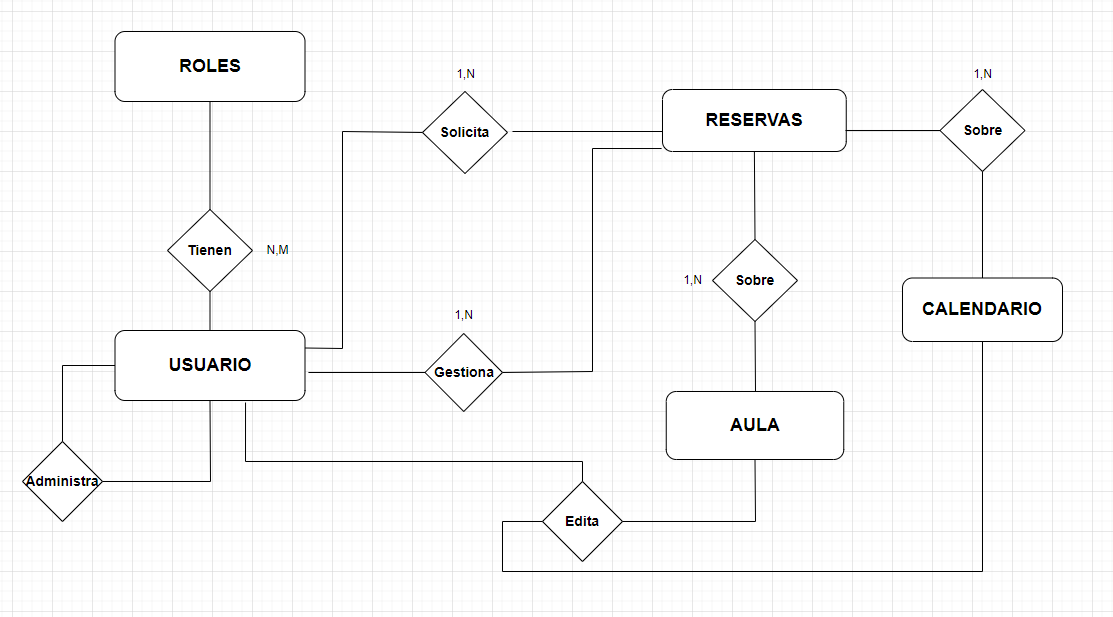 ROLES
1,N
1,N
Solicita
RESERVAS
Sobre
Tienen
N,M
1,N
Sobre
CALENDARIO
1,N
USUARIO
Gestiona
AULA
Administra
Edita